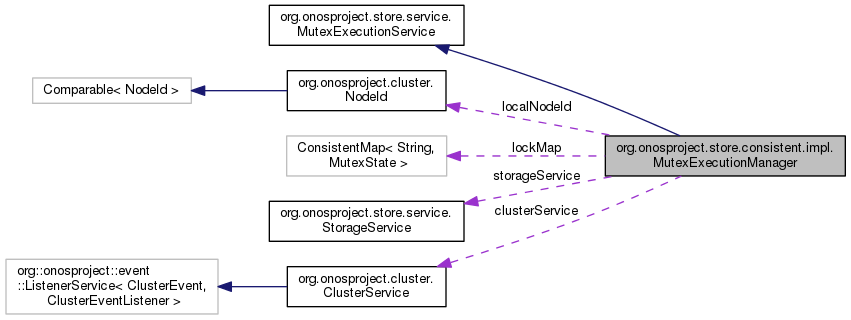 org.onosproject.store.service.
MutexExecutionService
Comparable< NodeId >
org.onosproject.cluster.
NodeId
localNodeId
ConsistentMap< String,
MutexState >
lockMap
org.onosproject.store.consistent.impl.
MutexExecutionManager
storageService
org.onosproject.store.service.
StorageService
clusterService
org::onosproject::event
::ListenerService< ClusterEvent,
ClusterEventListener >
org.onosproject.cluster.
ClusterService